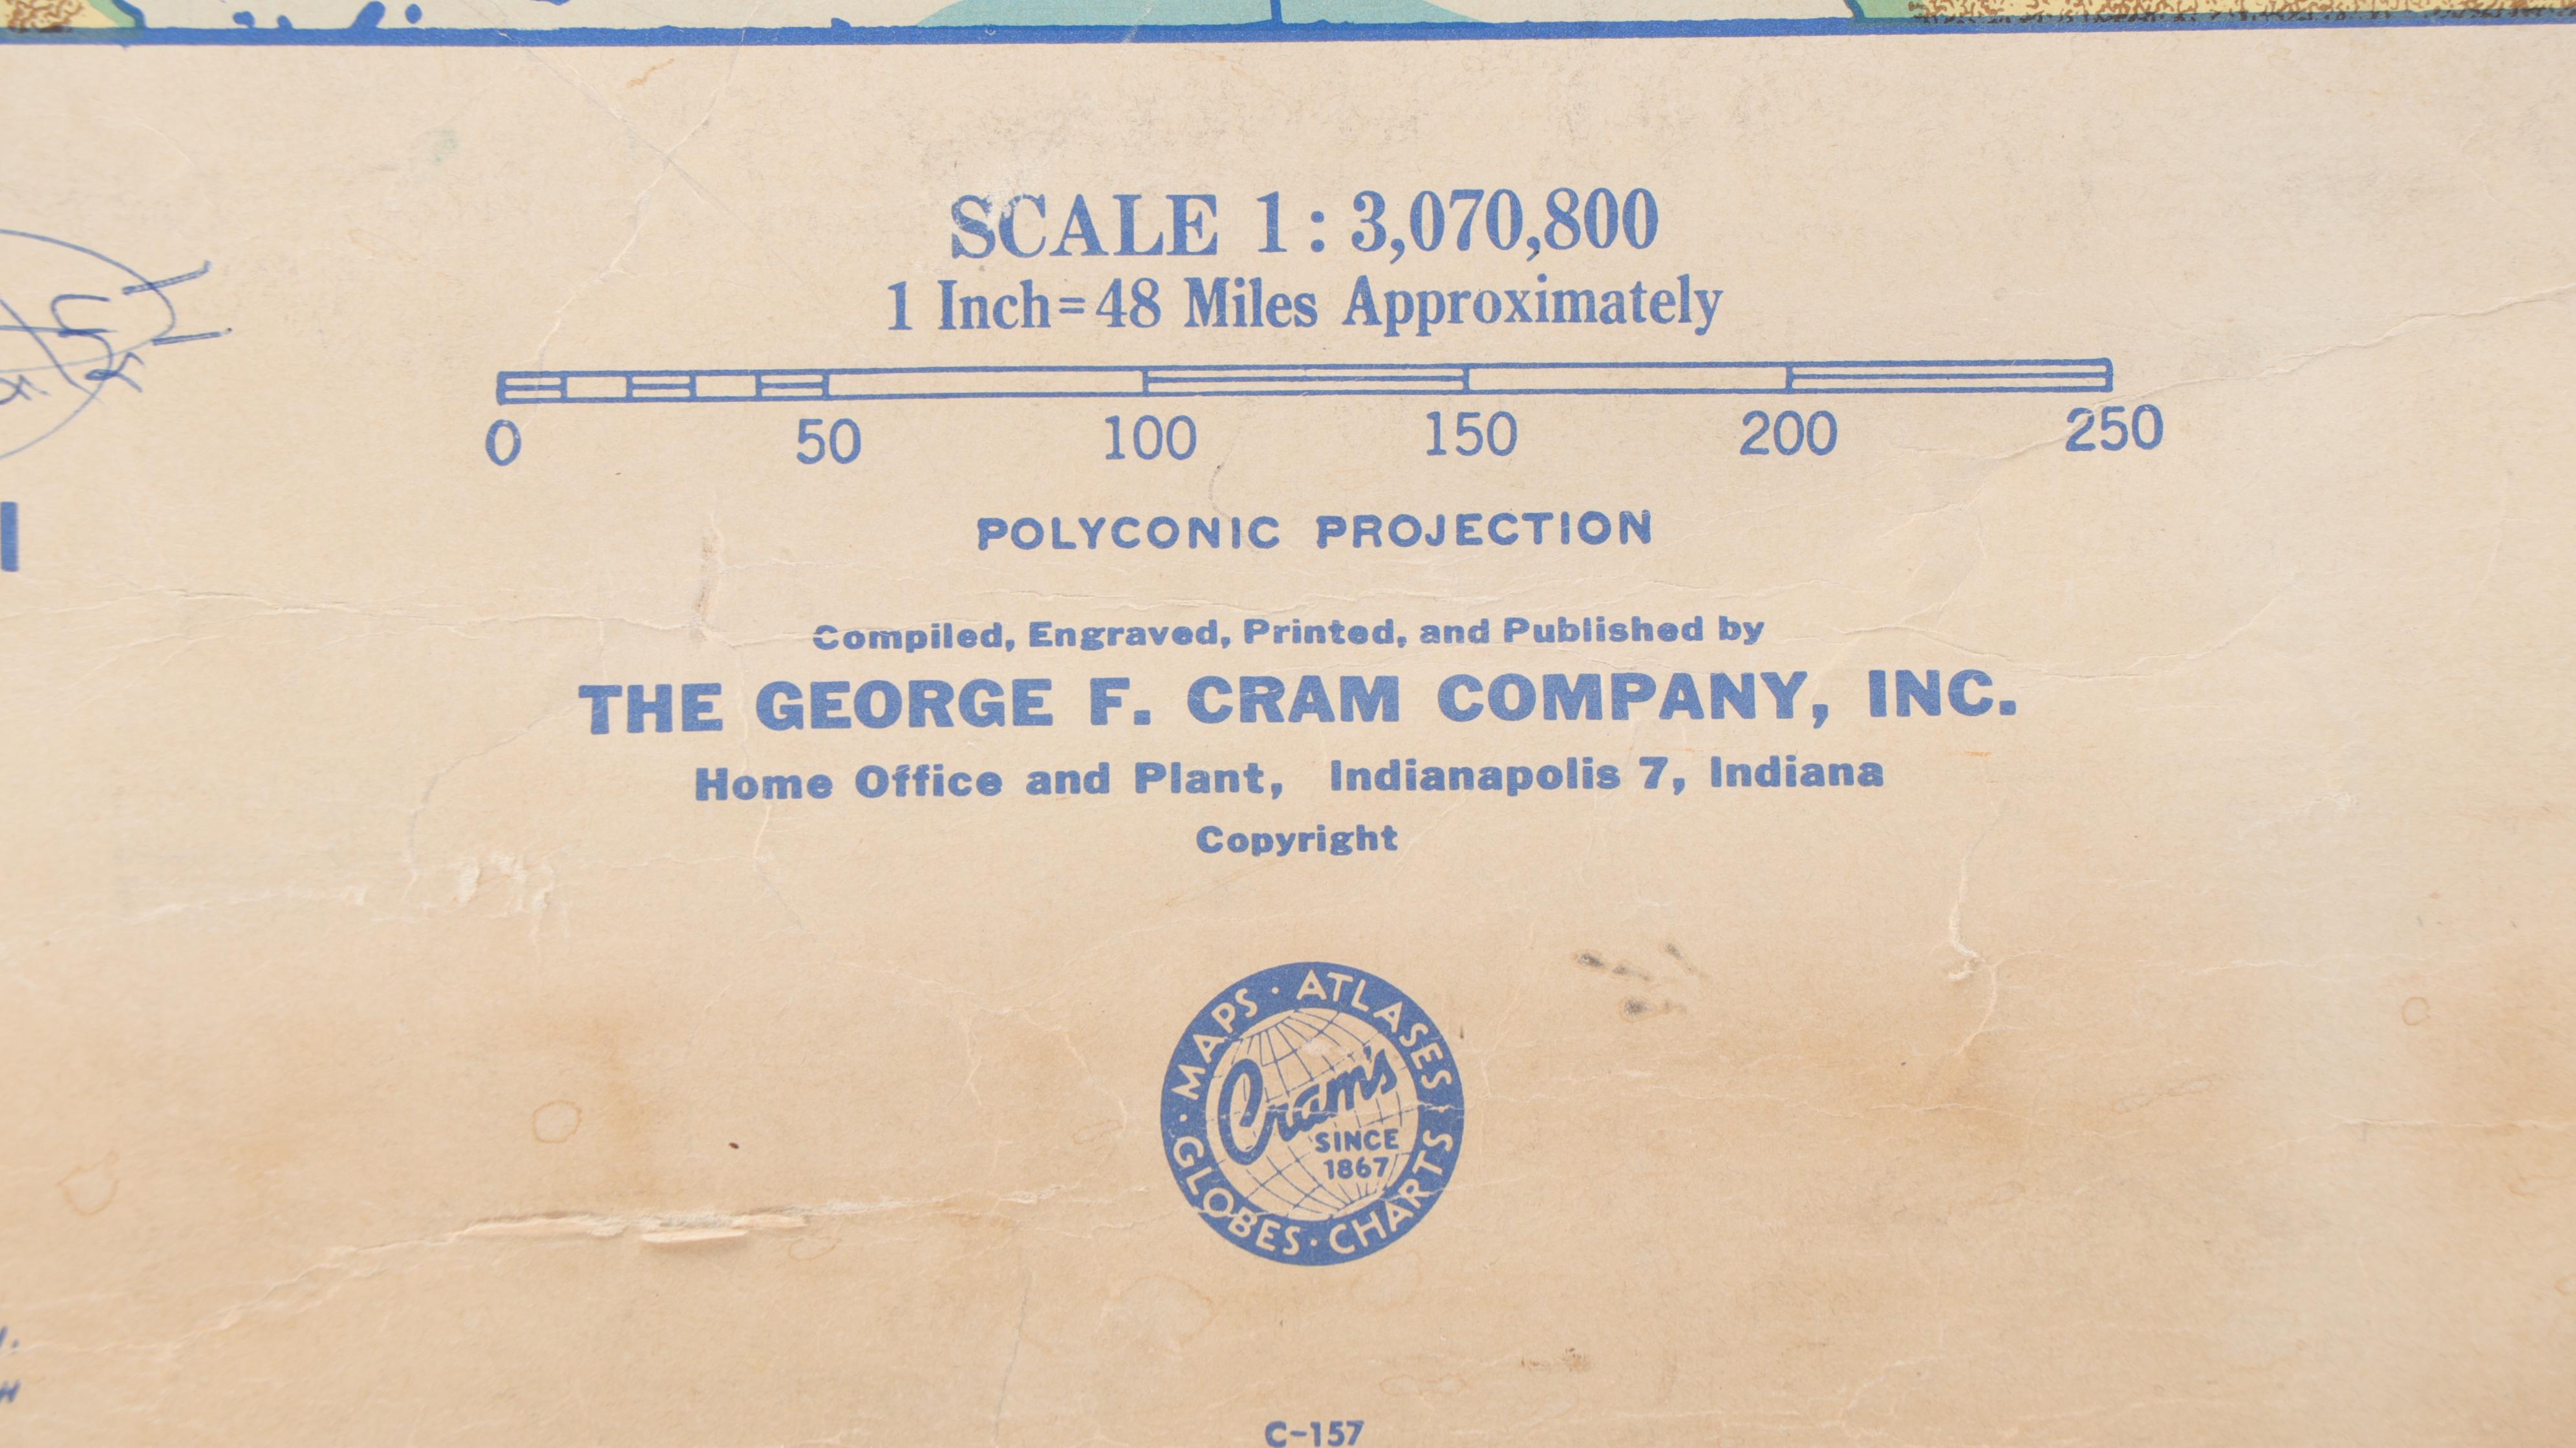 SCALE 1 : 3,070,800
1 Inch=48 Miles Approximately
0 50 100 150 200 250
POLYCONIC PROJECTION
Compiled, Engraved, Printed, and Published by
THE GEORGE F. CRAM COMPANY, INC.
Home Office and Plant, Indianapolis 7, Indiana
Copyright
MAPS · ATLASES
Cram's
SINCE
1867
· GLOBES · CHARTS
C-157